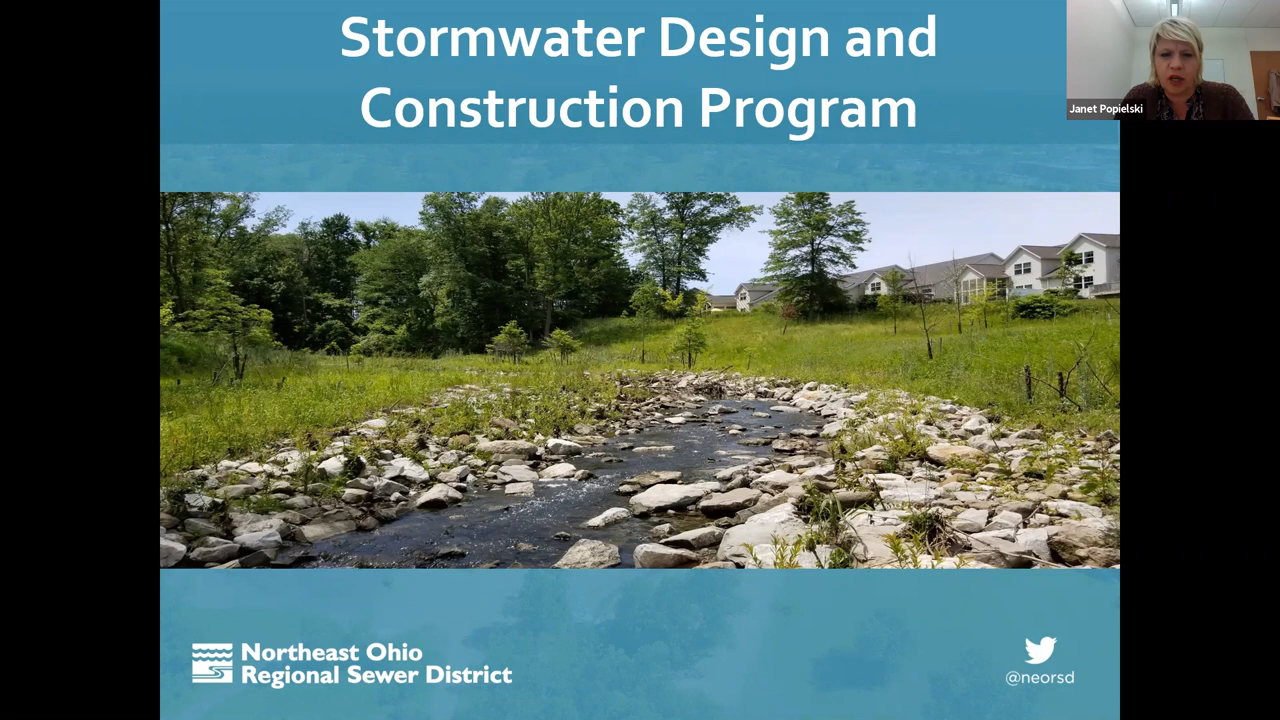 Stormwater Design and
Construction Program
Janet Popielski
Northeast Ohio
Regional Sewer District
@neorsd